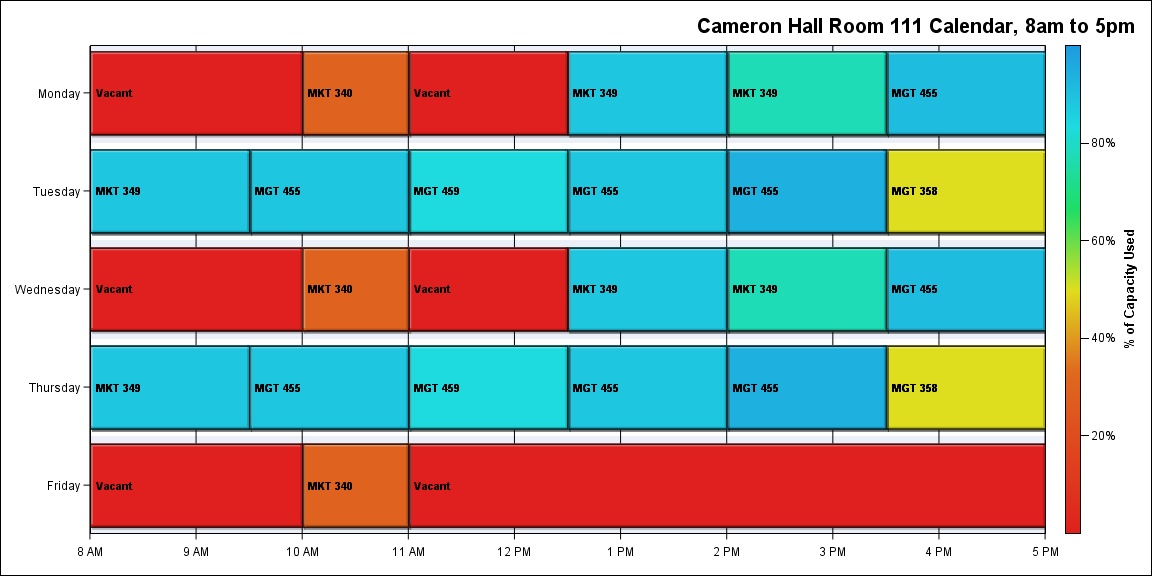 Cameron Hall Room 111 Calendar, 8am to 5pm
Monday Vacant MKT 340 Vacant MKT 349 MKT 349 MGT 455
Tuesday MKT 349 MGT 455 MGT 459 MGT 455 MGT 455 MGT 358
Wednesday Vacant MKT 340 Vacant MKT 349 MKT 349 MGT 455
Thursday MKT 349 MGT 455 MGT 459 MGT 455 MGT 455 MGT 358
Friday Vacant MKT 340 Vacant
8 AM 9 AM 10 AM 11 AM 12 PM 1 PM 2 PM 3 PM 4 PM 5 PM
80%
60%
40%
20%
% of Capacity Used